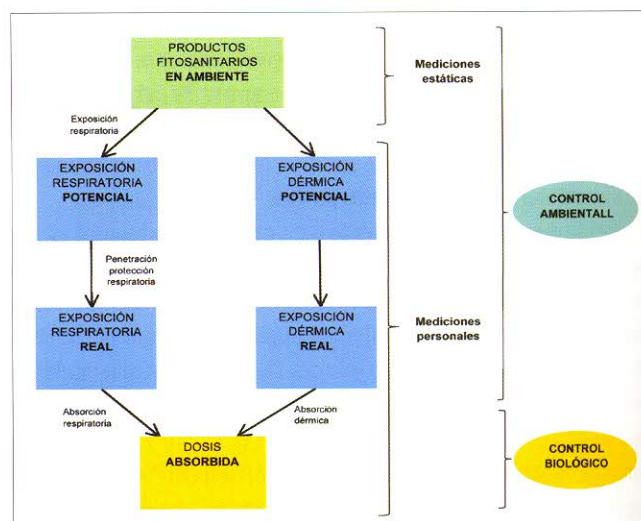 PRODUCTOS
FITOSANITARIOS
EN AMBIENTE
Mediciones
estáticas
Exposición
respiratoria
EXPOSICIÓN
RESPIRATORIA
POTENCIAL
EXPOSICIÓN
DÉRMICA
POTENCIAL
CONTROL
AMBIENTALL
Penetración
protección
respiratoria
EXPOSICIÓN
RESPIRATORIA
REAL
EXPOSICIÓN
DÉRMICA
REAL
Mediciones
personales
Absorción
respiratoria
Absorción
dérmica
DOSIS
ABSORBIDA
CONTROL
BIOLÓGICO